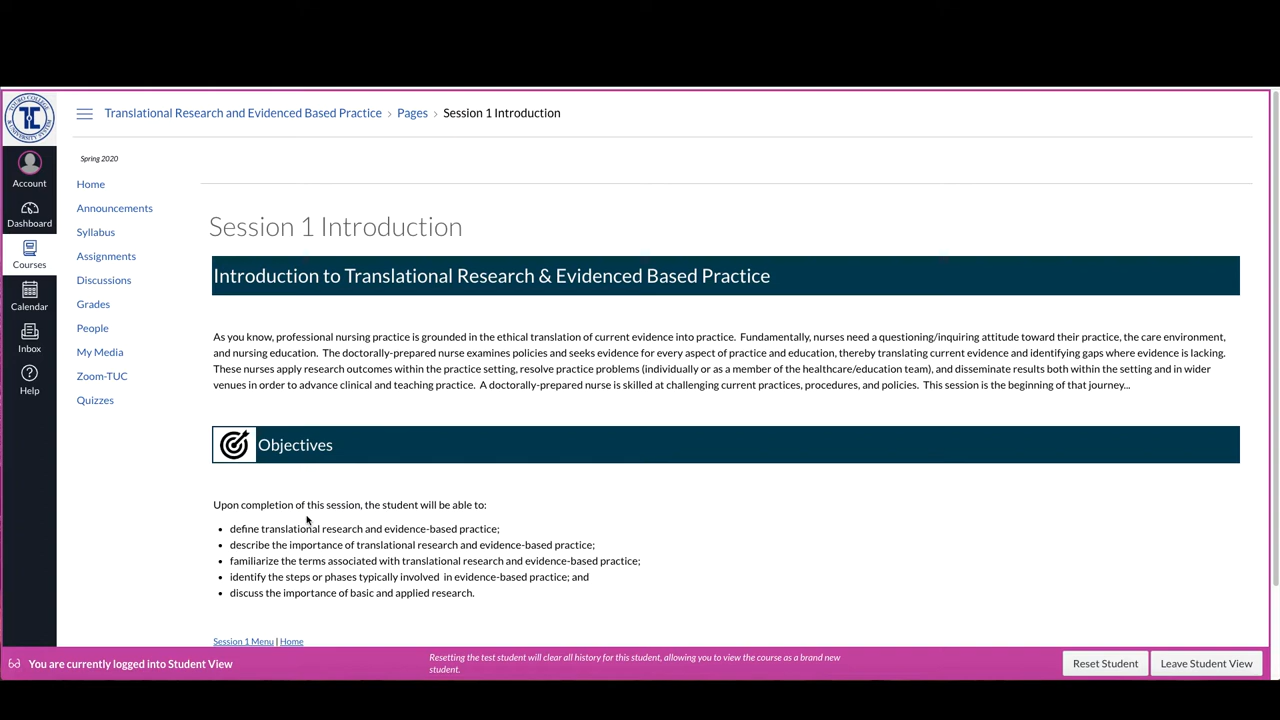 Translational Research and Evidenced Based Practice › Pages › Session 1 Introduction
Spring 2020
Account
Dashboard
Courses
Calendar
Inbox
Help
Home
Announcements
Syllabus
Assignments
Discussions
Grades
People
My Media
Zoom-TUC
Quizzes
Session 1 Introduction
Introduction to Translational Research & Evidenced Based Practice
As you know, professional nursing practice is grounded in the ethical translation of current evidence into practice. Fundamentally, nurses need a questioning/inquiring attitude toward their practice, the care environment,
and nursing education. The doctorally-prepared nurse examines policies and seeks evidence for every aspect of practice and education, thereby translating current evidence and identifying gaps where evidence is lacking.
These nurses apply research outcomes within the practice setting, resolve practice problems (individually or as a member of the healthcare/education team), and disseminate results both within the setting and in wider
venues in order to advance clinical and teaching practice. A doctorally-prepared nurse is skilled at challenging current practices, procedures, and policies. This session is the beginning of that journey...
Objectives
Upon completion of this session, the student will be able to:
• define translational research and evidence-based practice;
• describe the importance of translational research and evidence-based practice;
• familiarize the terms associated with translational research and evidence-based practice;
• identify the steps or phases typically involved in evidence-based practice; and
• discuss the importance of basic and applied research.
Session 1 Menu | Home
You are currently logged into Student View
Resetting the test student will clear all history for this student, allowing you to view the course as a brand new
student.
Reset Student
Leave Student View